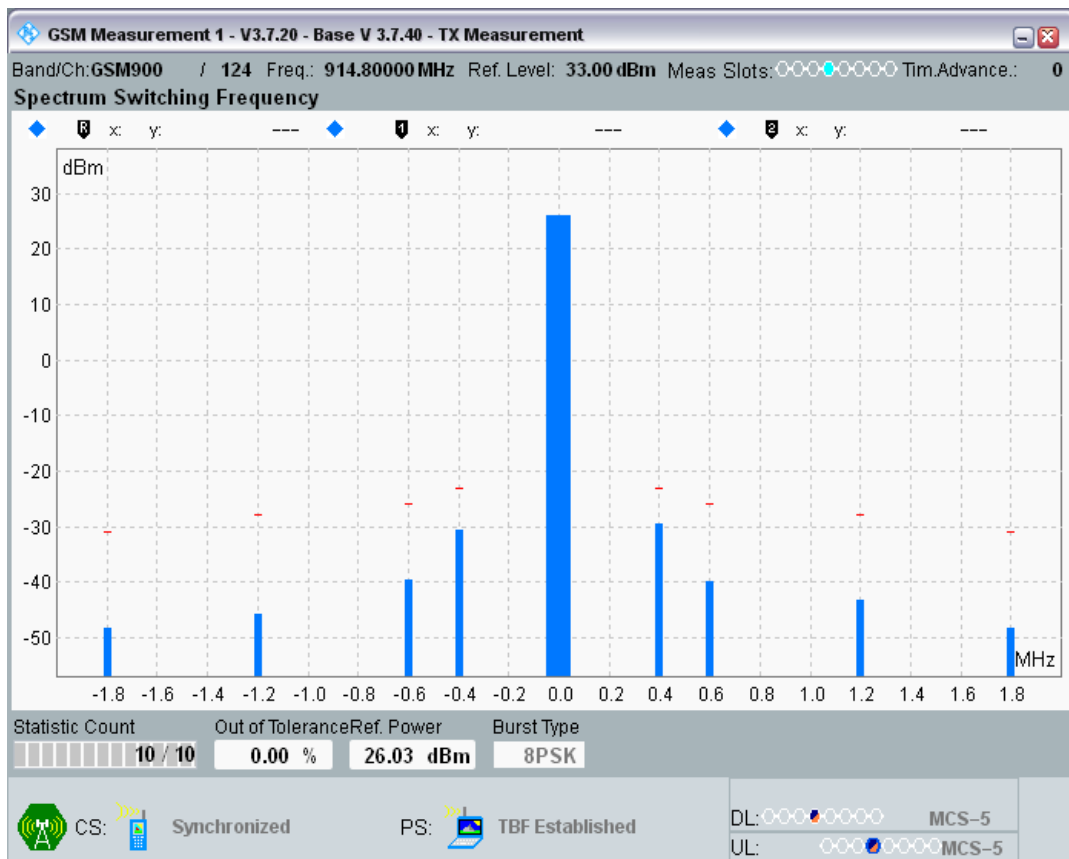 GSM Measurement 1 - V3.7.20 - Base V 3.7.40 - TX Measurement
Band/Ch:GSM900 / 124 Freq.: 914.80000 MHz Ref. Level: 33.00 dBm Meas Slots: Tim.Advance.: 0
Spectrum Switching Frequency
R x: y: --- 1 x: y: --- 2 x: y: ---
dBm
30
20
10
0
-10
-20
-30
-40
-50
MHz
-1.8 -1.6 -1.4 -1.2 -1.0 -0.8 -0.6 -0.4 -0.2 0.0 0.2 0.4 0.6 0.8 1.0 1.2 1.4 1.6 1.8
Statistic Count Out of Tolerance Ref. Power Burst Type
10 / 10 0.00 % 26.03 dBm 8PSK
CS: Synchronized PS: TBF Established
DL: MCS-5
UL: MCS-5